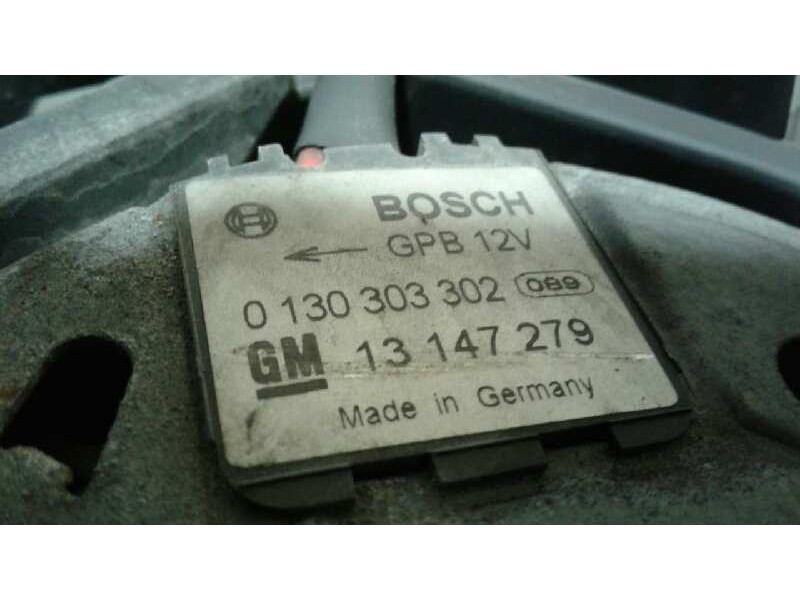 BOSCH
GPB 12V
0 130 303 302 089
GM 13 147 279
Made in Germany